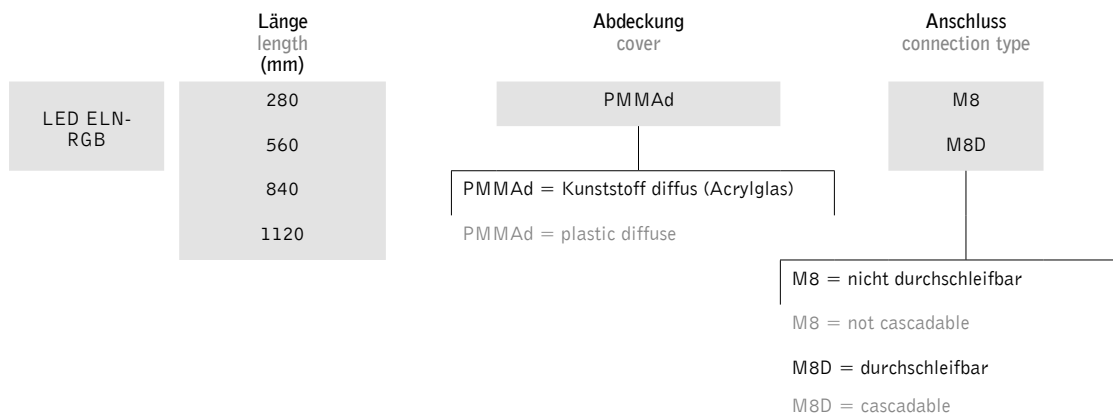 Länge
length
(mm)
Abdeckung
cover
Anschluss
connection type
LED ELN-
RGB
280
560
840
1120
PMMAd
M8
M8D
PMMAd = Kunststoff diffus (Acrylglas)
PMMAd = plastic diffuse
M8 = nicht durchschleifbar
M8 = not cascadable
M8D = durchschleifbar
M8D = cascadable